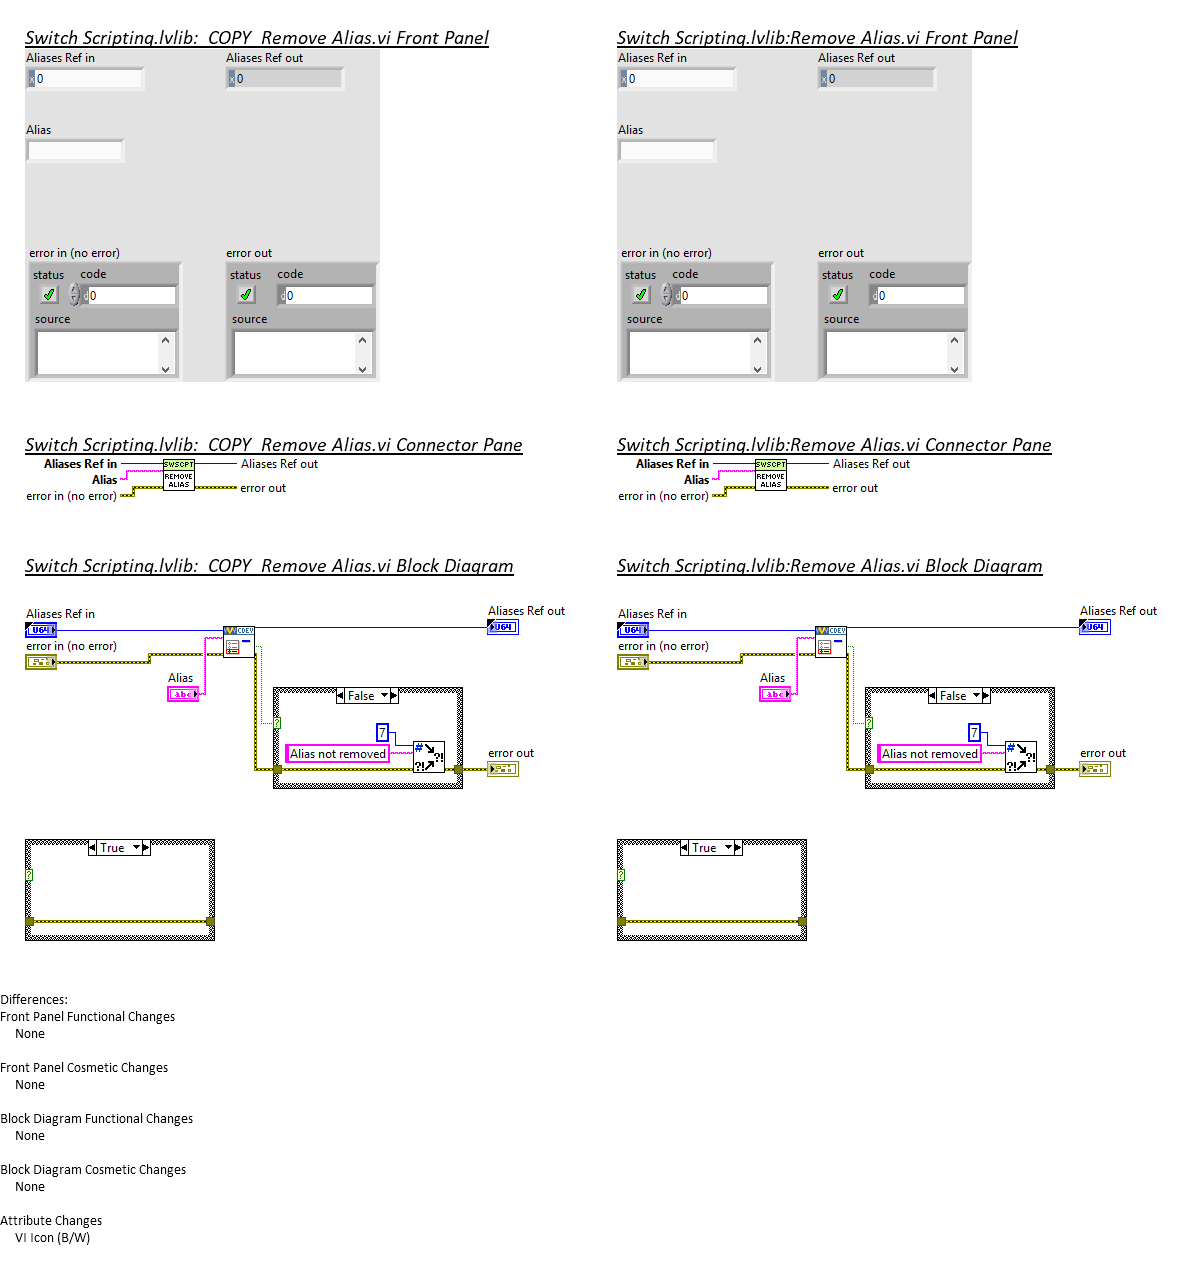 Switch Scripting.lvlib:  COPY  Remove Alias.vi Front Panel
Aliases Ref in
Aliases Ref out
x 0
x 0
Alias
error in (no error)
error out
status
code
status
code
d 0
d 0
source
source
Switch Scripting.lvlib:Remove Alias.vi Front Panel
Aliases Ref in
Aliases Ref out
x 0
x 0
Alias
error in (no error)
error out
status
code
status
code
d 0
d 0
source
source
Switch Scripting.lvlib:  COPY  Remove Alias.vi Connector Pane
Aliases Ref in
Alias
error in (no error)
SWSCPT
REMOVE
ALIAS
Aliases Ref out
error out
Switch Scripting.lvlib:Remove Alias.vi Connector Pane
Aliases Ref in
Alias
error in (no error)
SWSCPT
REMOVE
ALIAS
Aliases Ref out
error out
Switch Scripting.lvlib:  COPY  Remove Alias.vi Block Diagram
Aliases Ref in
U64
error in (no error)
Alias
abc
CDEV
Aliases Ref out
U64
False
?
7
Alias not removed
#
?!
?!
error out
True
?
Switch Scripting.lvlib:Remove Alias.vi Block Diagram
Aliases Ref in
U64
error in (no error)
Alias
abc
CDEV
Aliases Ref out
U64
False
?
7
Alias not removed
#
?!
?!
error out
True
?
Differences:
Front Panel Functional Changes
None
Front Panel Cosmetic Changes
None
Block Diagram Functional Changes
None
Block Diagram Cosmetic Changes
None
Attribute Changes
VI Icon (B/W)